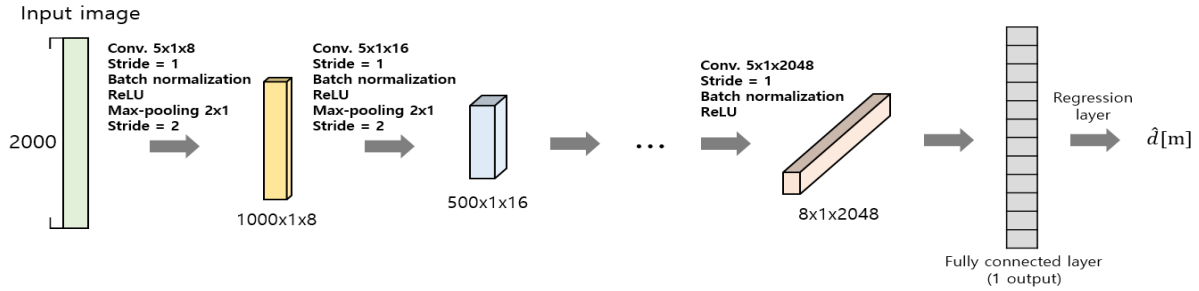 Input image
2000
Conv. 5x1x8
Stride = 1
Batch normalization
ReLU
Max-pooling 2x1
Stride = 2
1000x1x8
Conv. 5x1x16
Stride = 1
Batch normalization
ReLU
Max-pooling 2x1
Stride = 2
500x1x16
...
Conv. 5x1x2048
Stride = 1
Batch normalization
ReLU
8x1x2048
Fully connected layer
(1 output)
Regression
layer
d̂[m]